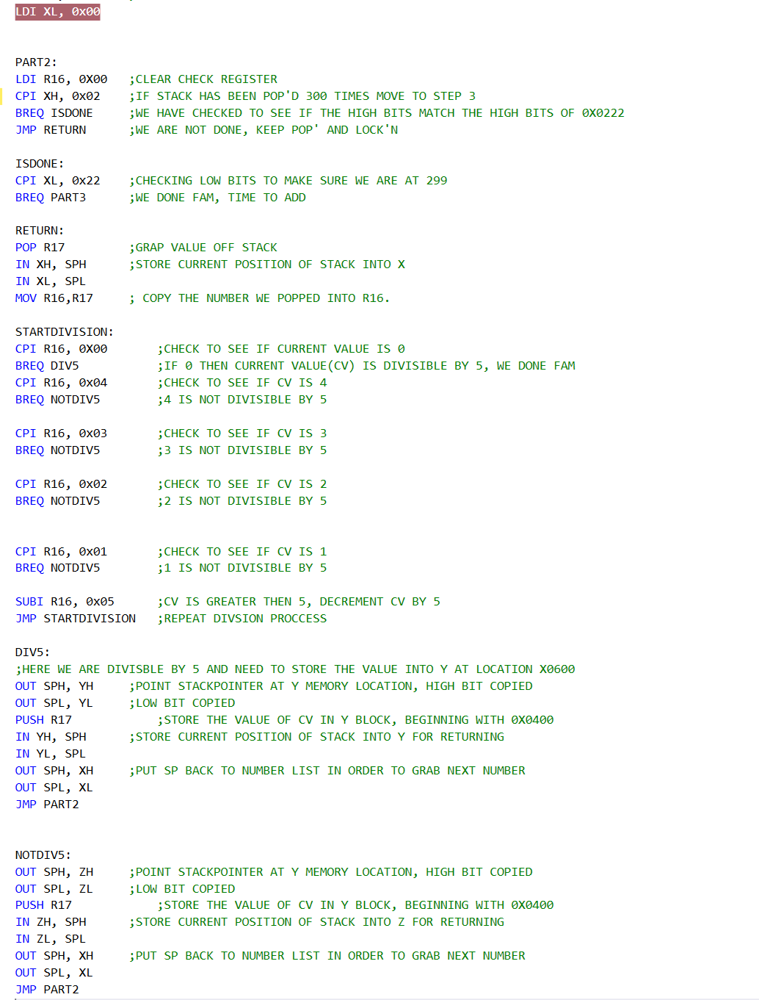 LDI XL, 0x00
PART2:
LDI R16, 0X00 ;CLEAR CHECK REGISTER
CPI XH, 0x02 ;IF STACK HAS BEEN POP'D 300 TIMES MOVE TO STEP 3
BREQ ISDONE ;WE HAVE CHECKED TO SEE IF THE HIGH BITS MATCH THE HIGH BITS OF 0X0222
JMP RETURN ;WE ARE NOT DONE, KEEP POP' AND LOCK'N
ISDONE:
CPI XL, 0x22 ;CHECKING LOW BITS TO MAKE SURE WE ARE AT 299
BREQ PART3 ;WE DONE FAM, TIME TO ADD
RETURN:
POP R17 ;GRAP VALUE OFF STACK
IN XH, SPH ;STORE CURRENT POSITION OF STACK INTO X
IN XL, SPL
MOV R16,R17 ; COPY THE NUMBER WE POPPED INTO R16.
STARTDIVISION:
CPI R16, 0X00 ;CHECK TO SEE IF CURRENT VALUE IS 0
BREQ DIV5 ;IF 0 THEN CURRENT VALUE(CV) IS DIVISIBLE BY 5, WE DONE FAM
CPI R16, 0x04 ;CHECK TO SEE IF CV IS 4
BREQ NOTDIV5 ;4 IS NOT DIVISIBLE BY 5
CPI R16, 0x03 ;CHECK TO SEE IF CV IS 3
BREQ NOTDIV5 ;3 IS NOT DIVISIBLE BY 5
CPI R16, 0x02 ;CHECK TO SEE IF CV IS 2
BREQ NOTDIV5 ;2 IS NOT DIVISIBLE BY 5
CPI R16, 0x01 ;CHECK TO SEE IF CV IS 1
BREQ NOTDIV5 ;1 IS NOT DIVISIBLE BY 5
SUBI R16, 0x05 ;CV IS GREATER THEN 5, DECREMENT CV BY 5
JMP STARTDIVISION ;REPEAT DIVSION PROCCESS
DIV5:
;HERE WE ARE DIVISBLE BY 5 AND NEED TO STORE THE VALUE INTO Y AT LOCATION X0600
OUT SPH, YH ;POINT STACKPOINTER AT Y MEMORY LOCATION, HIGH BIT COPIED
OUT SPL, YL ;LOW BIT COPIED
PUSH R17 ;STORE THE VALUE OF CV IN Y BLOCK, BEGINNING WITH 0X0400
IN YH, SPH ;STORE CURRENT POSITION OF STACK INTO Y FOR RETURNING
IN YL, SPL
OUT SPH, XH ;PUT SP BACK TO NUMBER LIST IN ORDER TO GRAB NEXT NUMBER
OUT SPL, XL
JMP PART2
NOTDIV5:
OUT SPH, ZH ;POINT STACKPOINTER AT Y MEMORY LOCATION, HIGH BIT COPIED
OUT SPL, ZL ;LOW BIT COPIED
PUSH R17 ;STORE THE VALUE OF CV IN Y BLOCK, BEGINNING WITH 0X0400
IN ZH, SPH ;STORE CURRENT POSITION OF STACK INTO Z FOR RETURNING
IN ZL, SPL
OUT SPH, XH ;PUT SP BACK TO NUMBER LIST IN ORDER TO GRAB NEXT NUMBER
OUT SPL, XL
JMP PART2